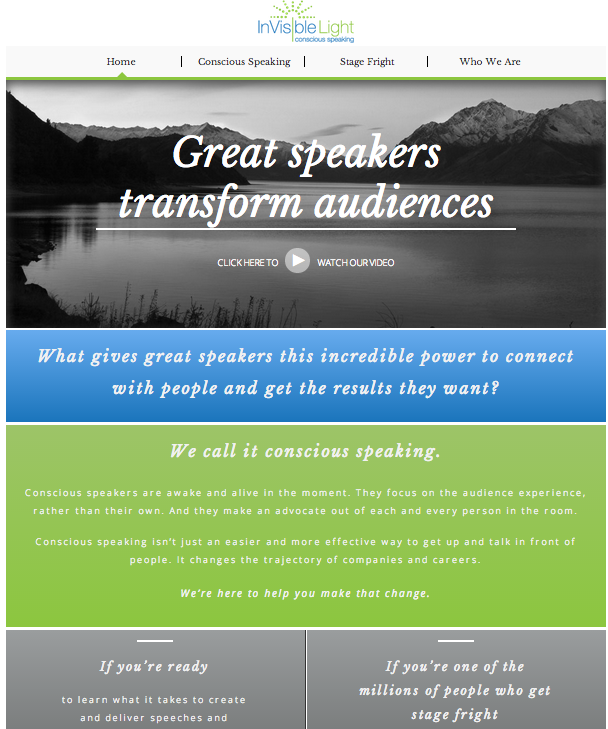 InVisible Light
conscious speaking
Home
Conscious Speaking
Stage Fright
Who We Are
Great speakers
transform audiences
CLICK HERE TO WATCH OUR VIDEO
What gives great speakers this incredible power to connect
with people and get the results they want?
We call it conscious speaking.
Conscious speakers are awake and alive in the moment. They focus on the audience experience,
rather than their own. And they make an advocate out of each and every person in the room.
Conscious speaking isn't just an easier and more effective way to get up and talk in front of
people. It changes the trajectory of companies and careers.
We're here to help you make that change.
If you're ready
to learn what it takes to create
and deliver speeches and
If you're one of the
millions of people who get
stage fright